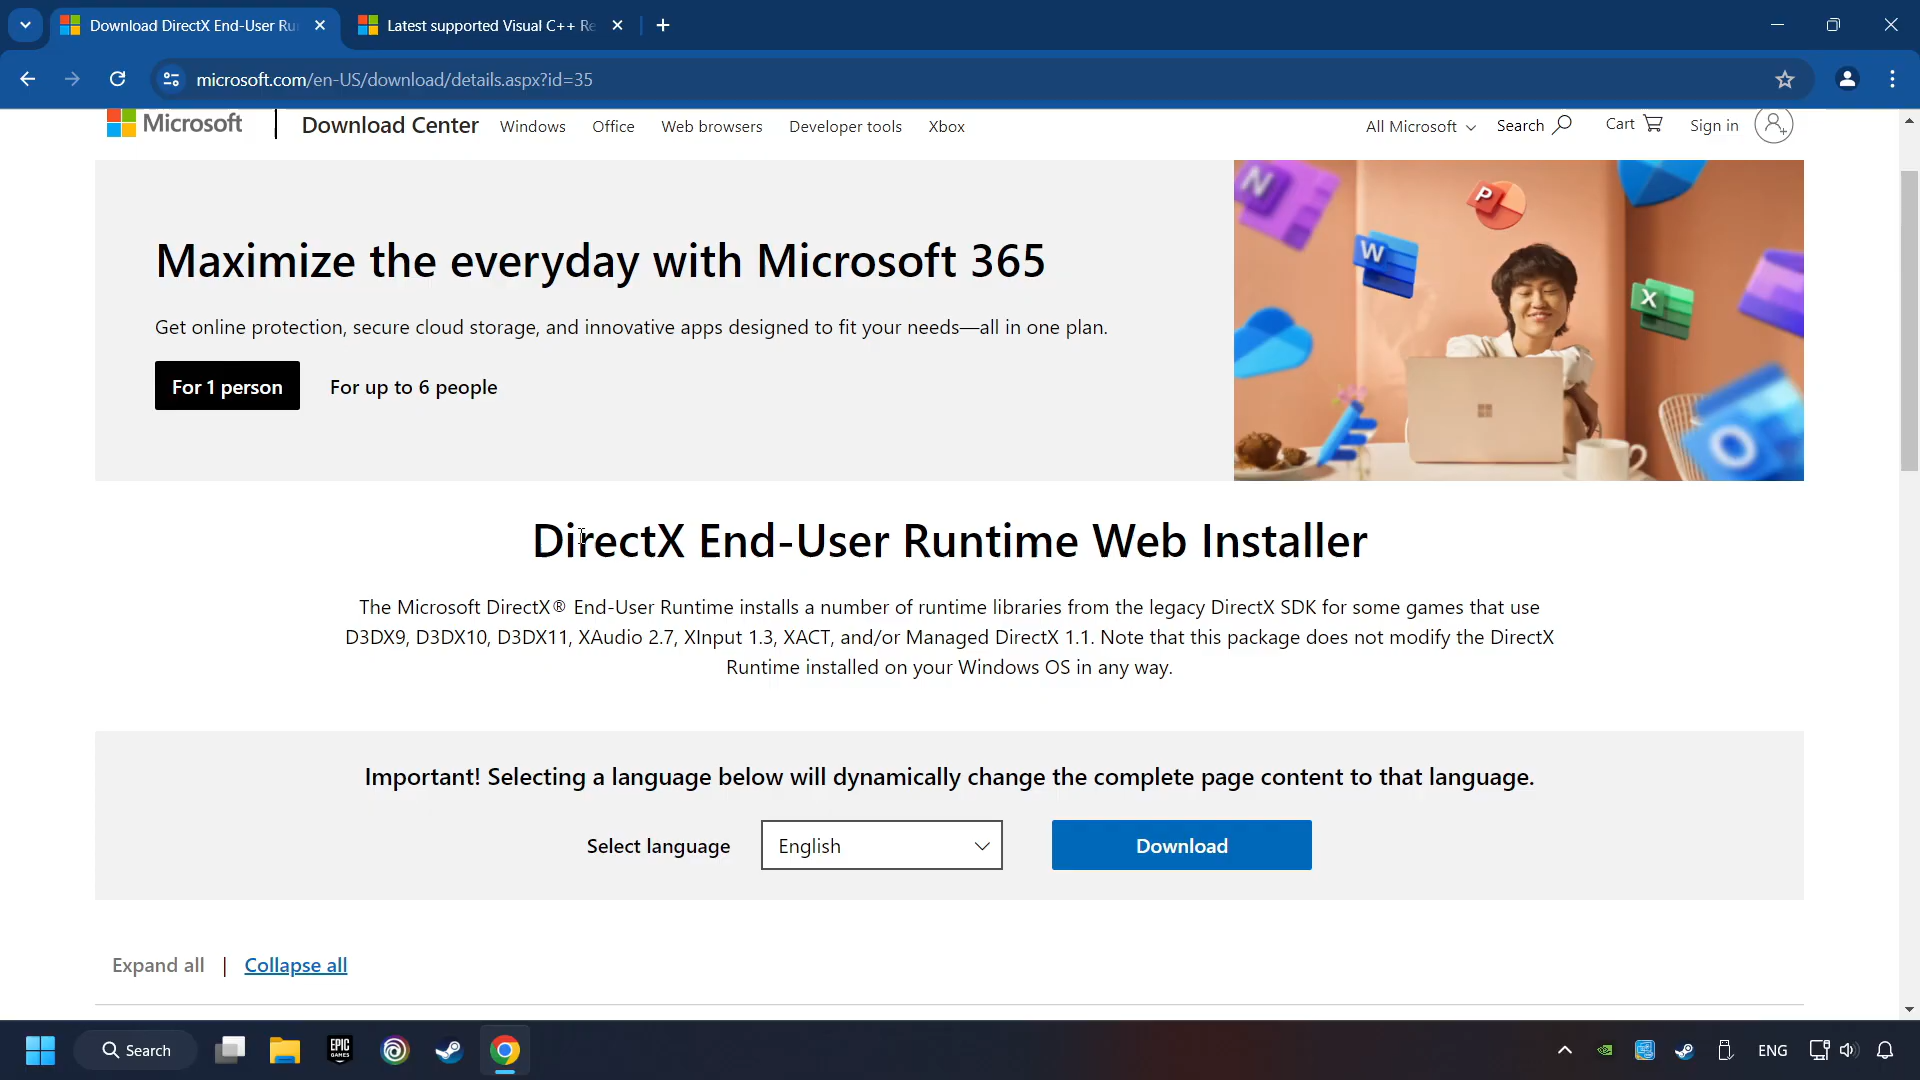 Download DirectX End-User Ru
Latest supported Visual C++ Re
microsoft.com/en-US/download/details.aspx?id=35
Microsoft
Download Center
Windows
Office
Web browsers
Developer tools
Xbox
All Microsoft
Search
Cart
Sign in
Maximize the everyday with Microsoft 365
Get online protection, secure cloud storage, and innovative apps designed to fit your needs—all in one plan.
For 1 person
For up to 6 people
N
P
W
X
DirectX End-User Runtime Web Installer
The Microsoft DirectX® End-User Runtime installs a number of runtime libraries from the legacy DirectX SDK for some games that use
D3DX9, D3DX10, D3DX11, XAudio 2.7, XInput 1.3, XACT, and/or Managed DirectX 1.1. Note that this package does not modify the DirectX
Runtime installed on your Windows OS in any way.
Important! Selecting a language below will dynamically change the complete page content to that language.
Select language
English
Download
Expand all | Collapse all
Search
EPIC
GAMES
ENG